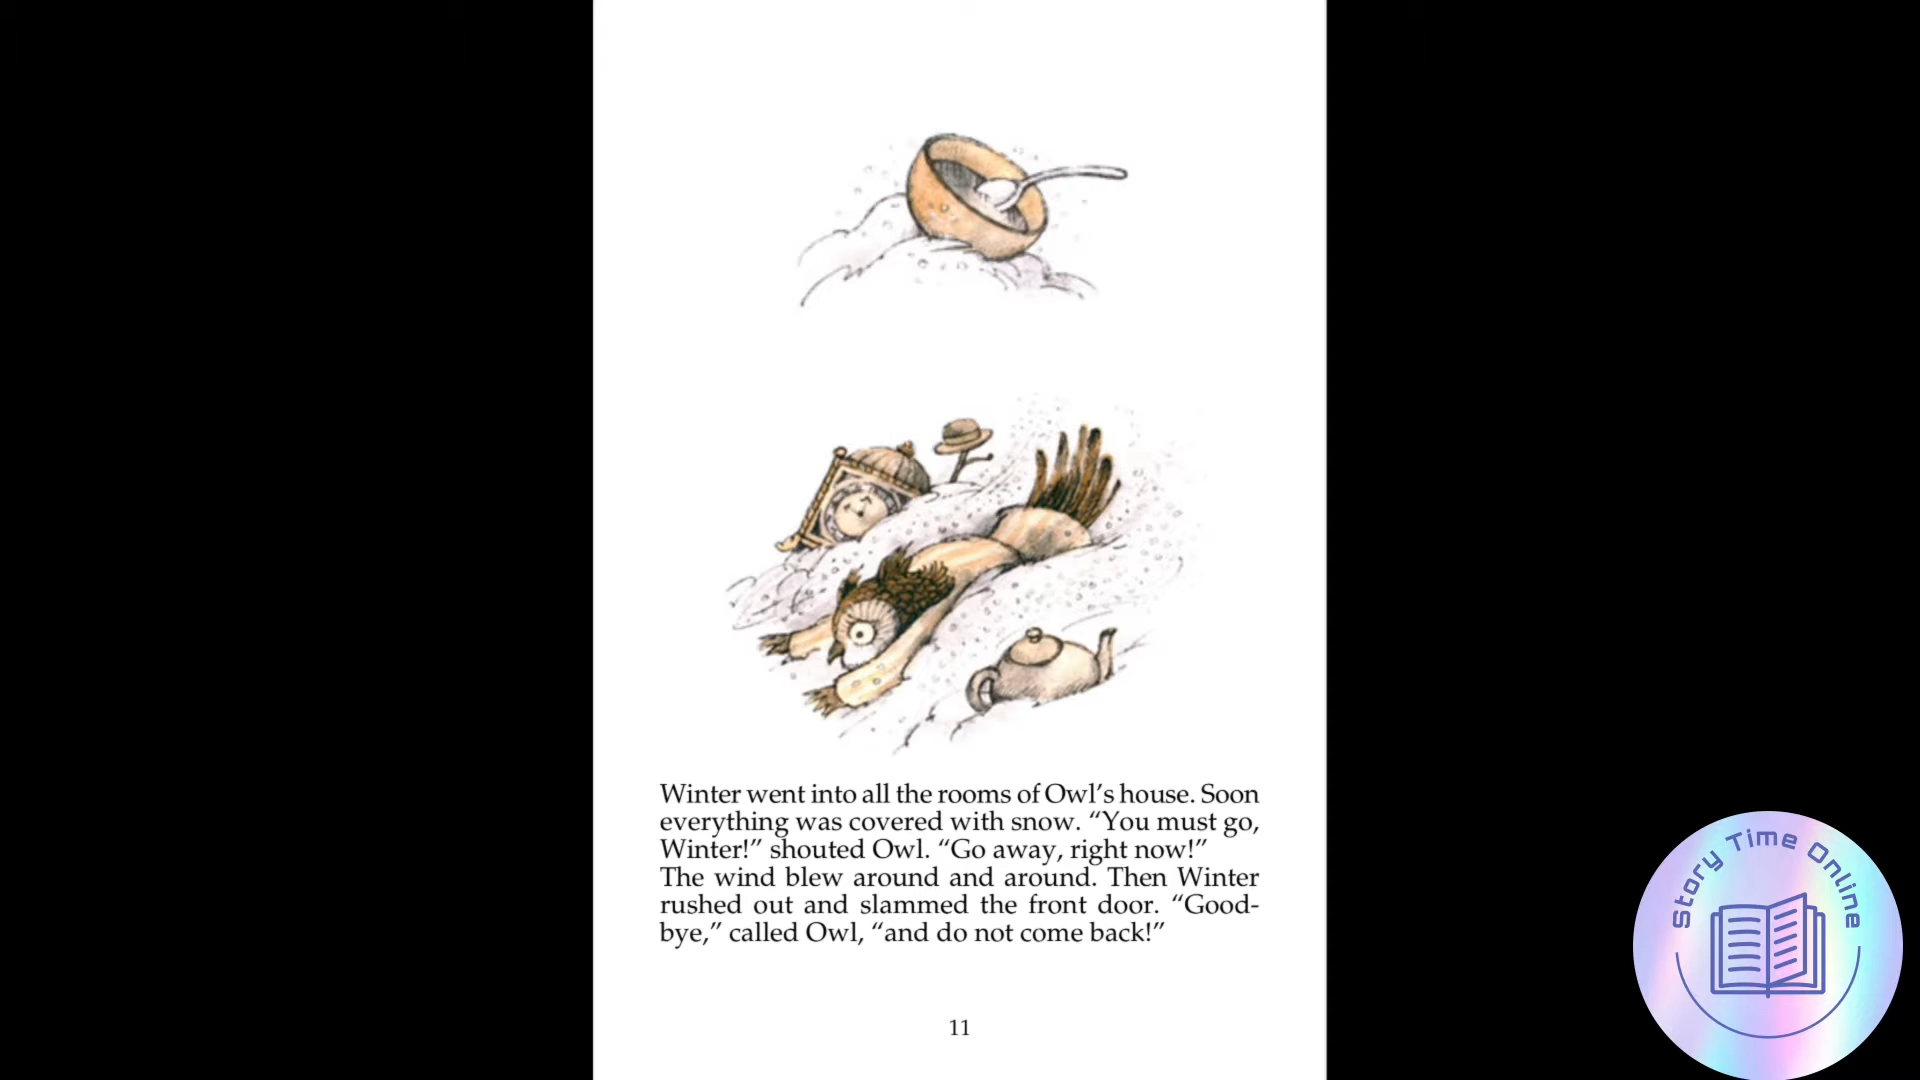 Winter went into all the rooms of Owl’s house. Soon
everything was covered with snow. “You must go,
Winter!” shouted Owl. “Go away, right now!”
The wind blew around and around. Then Winter
rushed out and slammed the front door. “Good-
bye,” called Owl, “and do not come back!”
11
Story Time Online